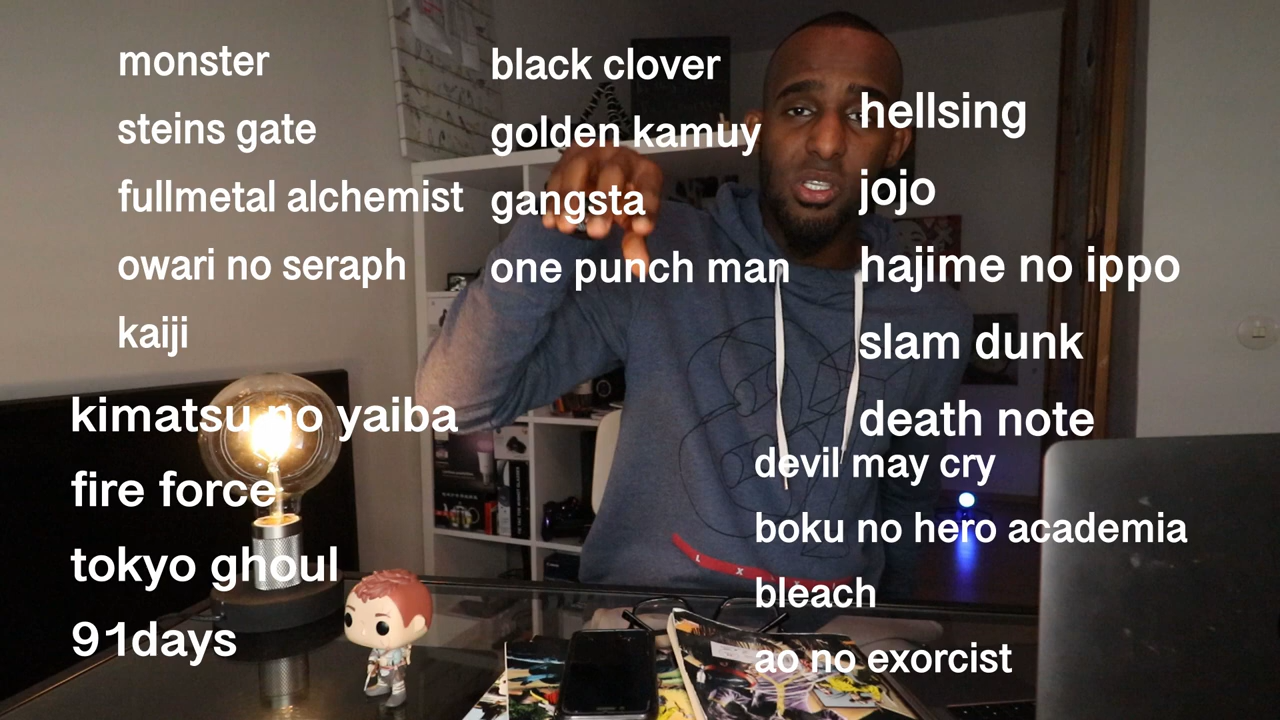 monster
steins gate
fullmetal alchemist
owari no seraph
kaiji
kimatsu no yaiba
fire force
tokyo ghoul
91days
black clover
golden kamuy
gangsta
one punch man
hellsing
jojo
hajime no ippo
slam dunk
death note
devil may cry
boku no hero academia
bleach
ao no exorcist